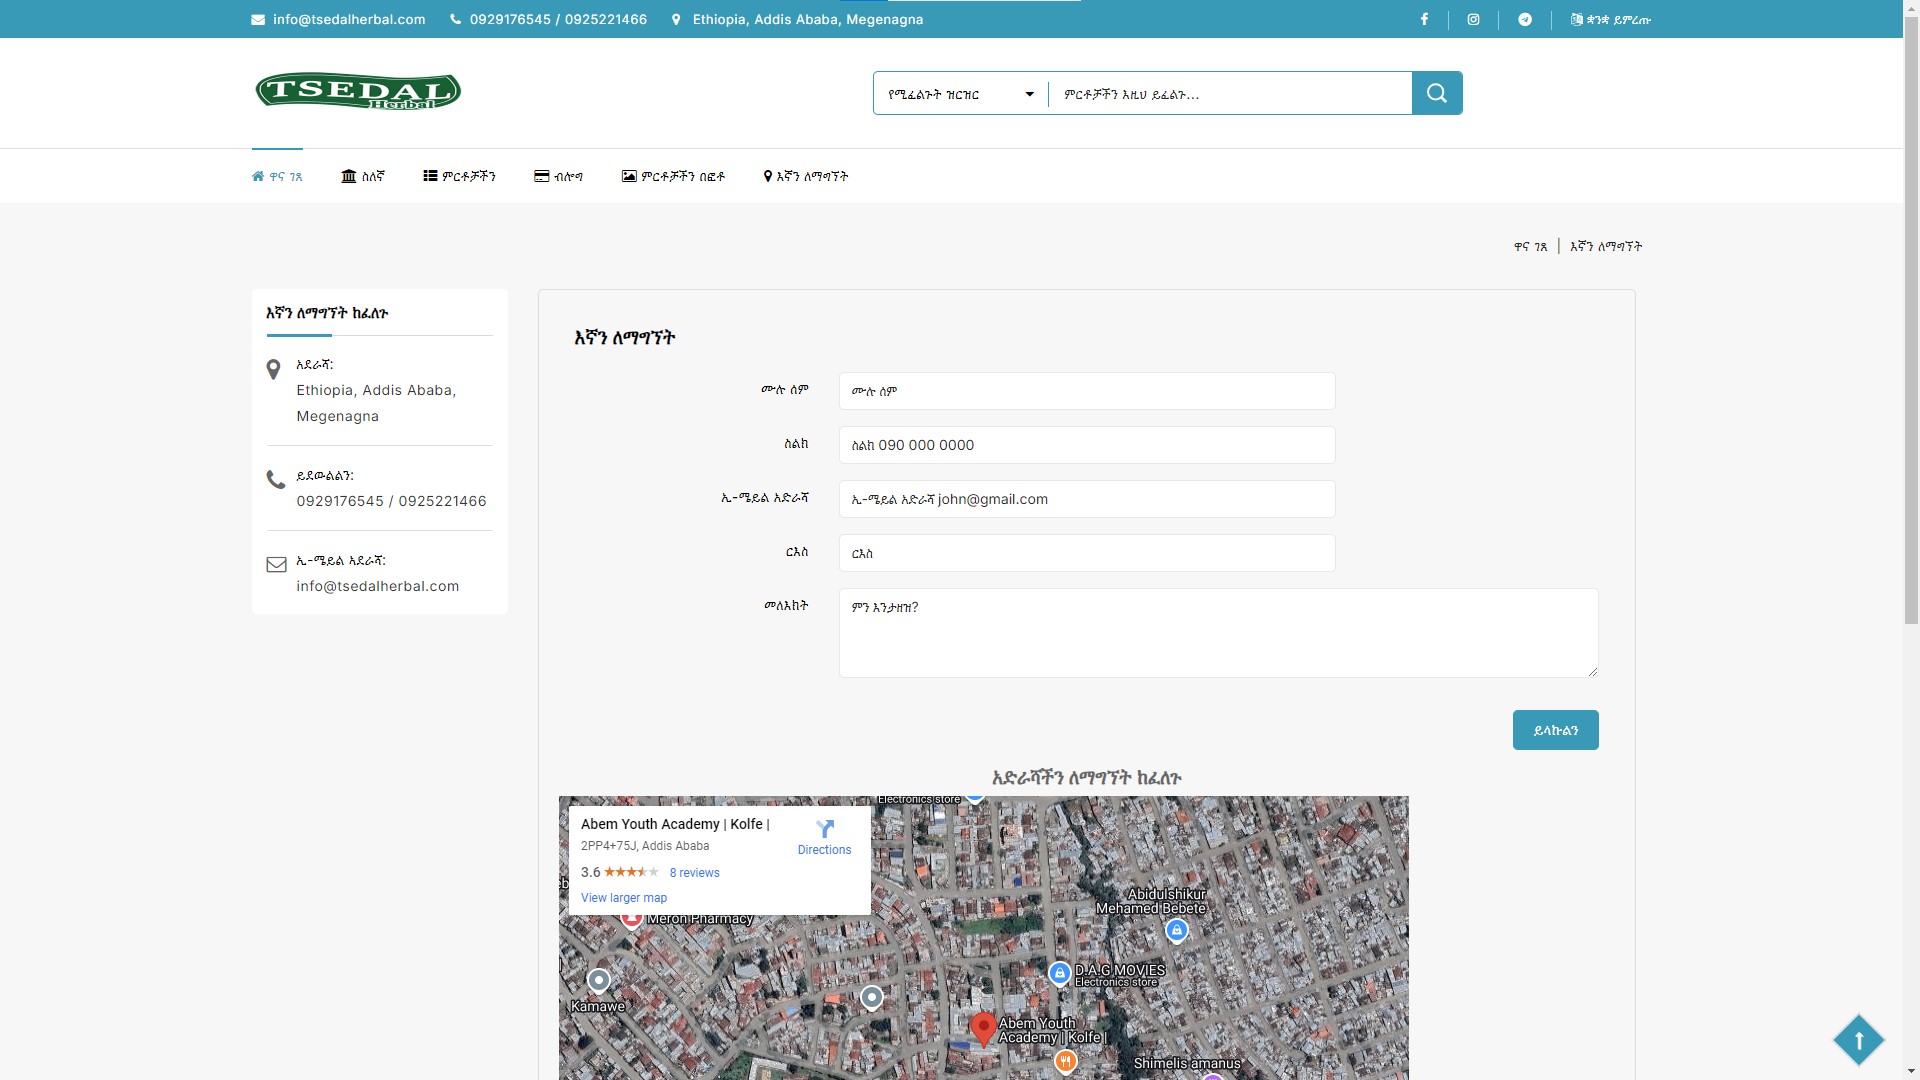 info@tsedalherbal.com
0929176545 / 0925221466
Ethiopia, Addis Ababa, Megenagna
ቋንቋ ይምረጡ
TSEDAL
Herbal
የሚፈልጉት ዝርዝር
ምርቶቻችን እዚህ ይፈልጉ...
ዋና ገጽ
ስለኛ
ምርቶቻችን
ብሎግ
ምርቶቻችን በፎቶ
እኛን ለማግኘት
ዋና ገጽ | እኛን ለማግኘት
እኛን ለማግኘት ከፈለጉ
አደራሻ:
Ethiopia, Addis Ababa,
Megenagna
ይደውልልን:
0929176545 / 0925221466
ኢ-ሜይል አደራሻ:
info@tsedalherbal.com
እኛን ለማግኘት
ሙሉ ስም
ሙሉ ስም
ስልክ
ስልክ 090 000 0000
ኢ-ሜይል አድራሻ
ኢ-ሜይል አድራሻ john@gmail.com
ርእስ
ርእስ
መለእክት
ምን እንታዘዝ?
ይላኩልን
አድራሻችን ለማግኘት ከፈለጉ
Electronics store
Abem Youth Academy | Kolfe |
2PP4+75J, Addis Ababa
Directions
3.6
8 reviews
View larger map
Meron Pharmacy
Abidulshikur
Mehamed Bebete
D.A.G MOVIES
Electronics store
Kamawe
Abem Youth
Academy | Kolfe |
Shimelis amanus